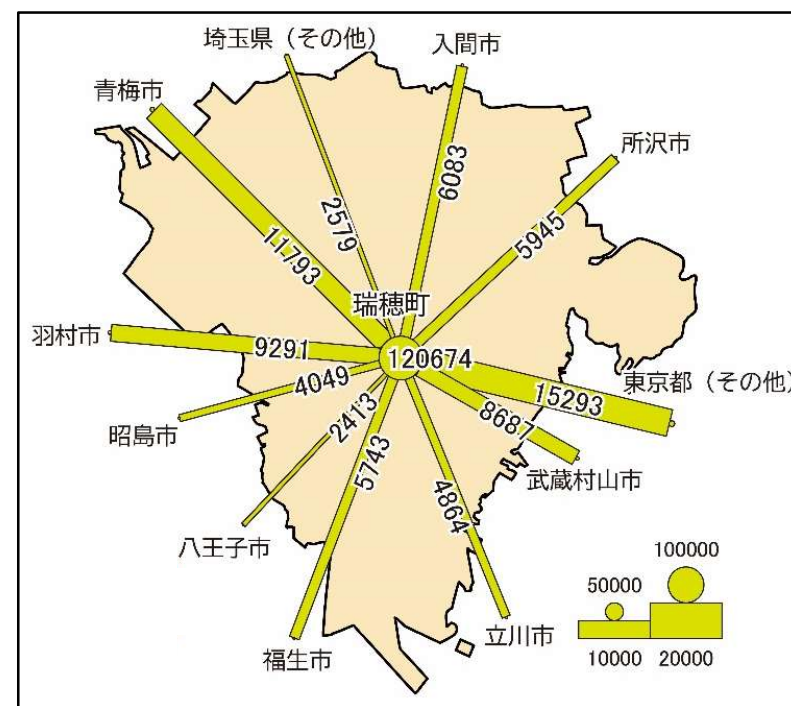 埼玉県（その他）
入間市
青梅市
所沢市
6083
2579
5945
11793
瑞穂町
羽村市
9291
120674
東京都（その他）
15293
4049
8687
昭島市
2413
武蔵村山市
5743
4864
八王子市
100000
50000
立川市
福生市
10000
20000